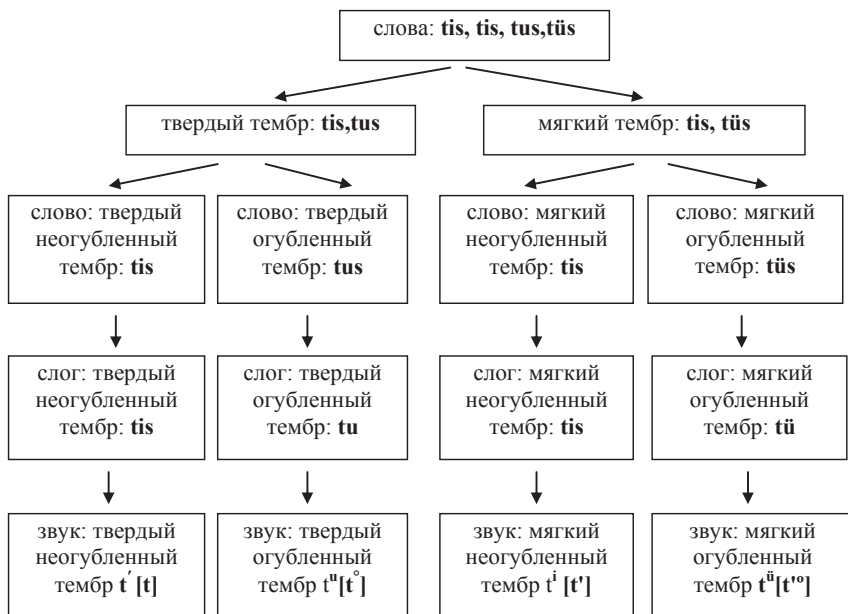 слова: tis, tis, tus,tüs
твердый тембр: tis,tus
мягкий тембр: tis, tüs
слово: твердый
неогубленный
тембр: tis
слово: твердый
огубленный
тембр: tus
слово: мягкий
неогубленный
тембр: tis
слово: мягкий
огубленный
тембр: tüs
слог: твердый
неогубленный
тембр: tis
слог: твердый
огубленный
тембр: tu
слог: мягкий
неогубленный
тембр: tis
слог: мягкий
огубленный
тембр: tü
звук: твердый
неогубленный
тембр t′ [t]
звук: твердый
огубленный
тембр tᵘ[t°]
звук: мягкий
неогубленный
тембр tⁱ [t']
звук: мягкий
огубленный
тембр tü[t'º]